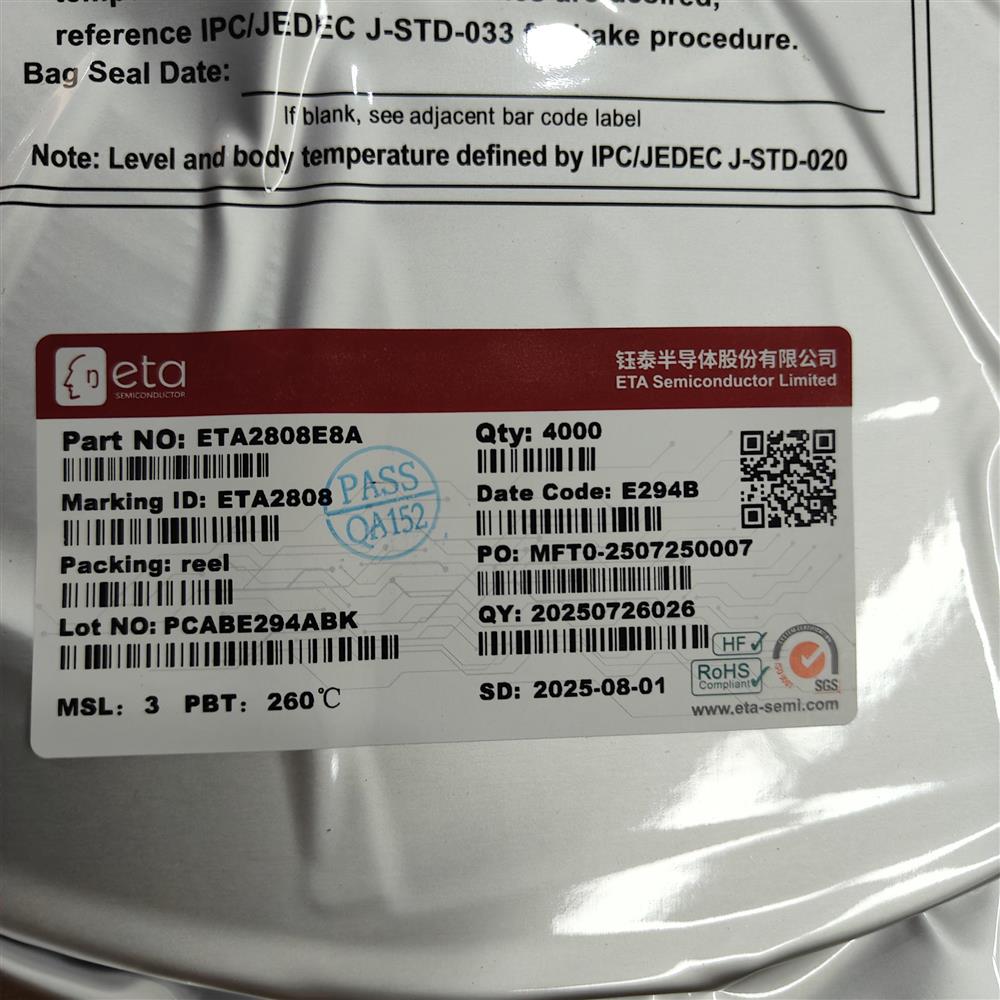 reference IPC/JEDEC J-STD-033 bake procedure.
Bag Seal Date:
If blank, see adjacent bar code label
Note: Level and body temperature defined by IPC/JEDEC J-STD-020
eta
SEMICONDUCTOR
钰泰半导体股份有限公司
ETA Semiconductor Limited
Part NO: ETA2808E8A
Marking ID: ETA2808
Packing: reel
Lot NO: PCABE294ABK
MSL: 3 PBT: 260℃
PASS
QA152
Qty: 4000
Date Code: E294B
PO: MFT0-2507250007
QY: 20250726026
SD: 2025-08-01
HF
RoHS
Compliant
SYSTEM CERTIFICATION
SGS
www.eta-semi.com